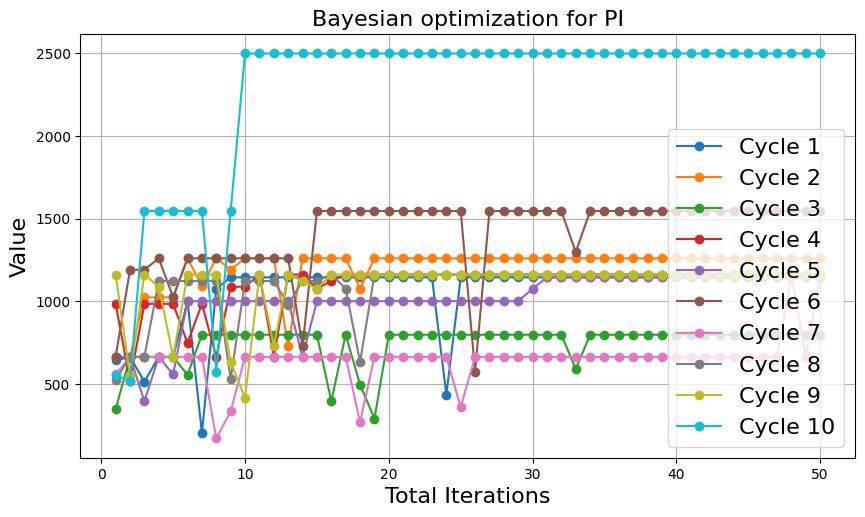 Bayesian optimization for PI
Value
2500
2000
1500
1000
500
0
10
20
30
40
50
Total Iterations
Cycle 1
Cycle 2
Cycle 3
Cycle 4
Cycle 5
Cycle 6
Cycle 7
Cycle 8
Cycle 9
Cycle 10